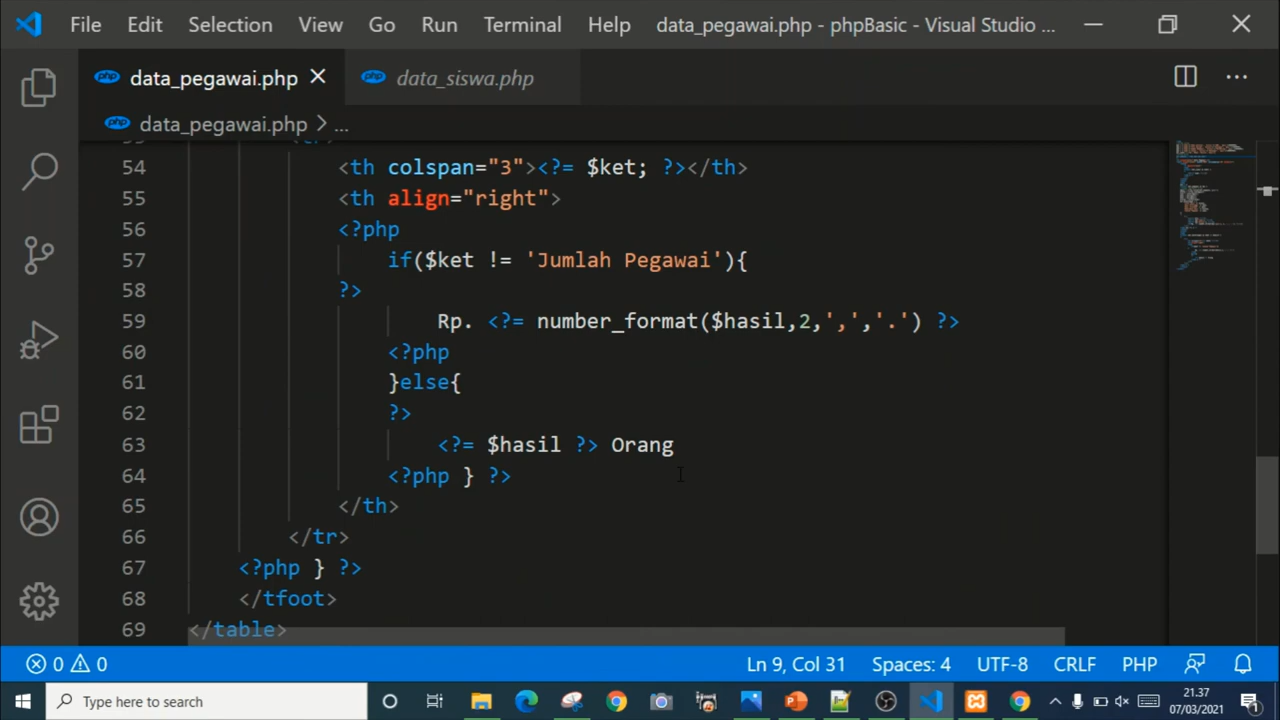 File Edit Selection View Go Run Terminal Help data_pegawai.php - phpBasic - Visual Studio ...
data_pegawai.php data_siswa.php
data_pegawai.php > ...
54 <th colspan="3"><?= $ket; ?></th>
55 <th align="right">
56 <?php
57 if($ket != 'Jumlah Pegawai'){
58 ?>
59 Rp. <?= number_format($hasil,2,',','.') ?>
60 <?php
61 }else{
62 ?>
63 <?= $hasil ?> Orang
64 <?php } ?>
65 </th>
66 </tr>
67 <?php } ?>
68 </tfoot>
69 </table>
0 0 Ln 9, Col 31 Spaces: 4 UTF-8 CRLF PHP
Type here to search
21.37
07/03/2021
1